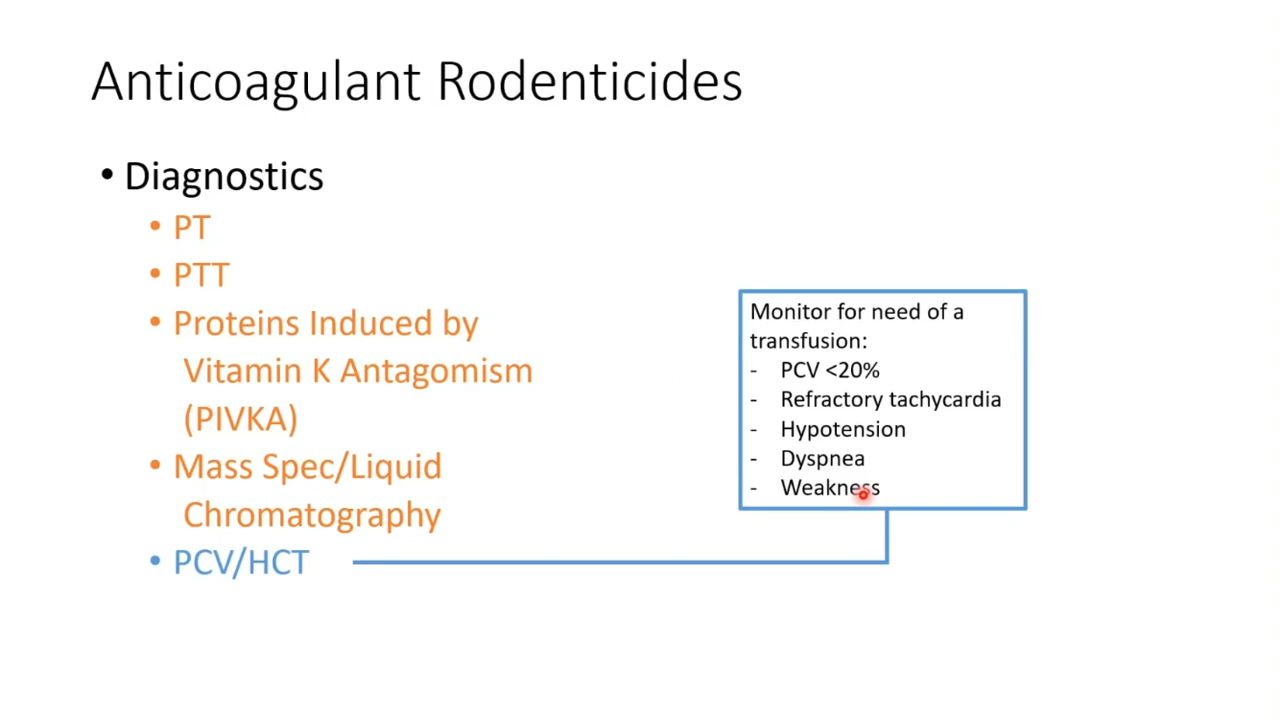 Anticoagulant Rodenticides
• Diagnostics
• PT
• PTT
• Proteins Induced by
Vitamin K Antagomism
(PIVKA)
• Mass Spec/Liquid
Chromatography
• PCV/HCT
Monitor for need of a
transfusion:
- PCV <20%
- Refractory tachycardia
- Hypotension
- Dyspnea
- Weakness